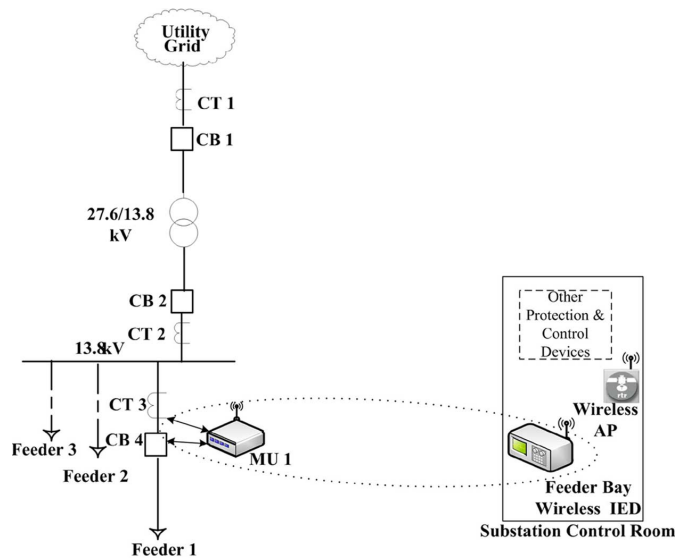 Utility
Grid
CT 1
CB 1
27.6/13.8
kV
CB 2
CT 2
13.8kV
CT 3
CB 4
MU 1
Feeder 3
Feeder 2
Feeder 1
Other
Protection &
Control
Devices
rtr
Wireless
AP
Feeder Bay
Wireless IED
Substation Control Room